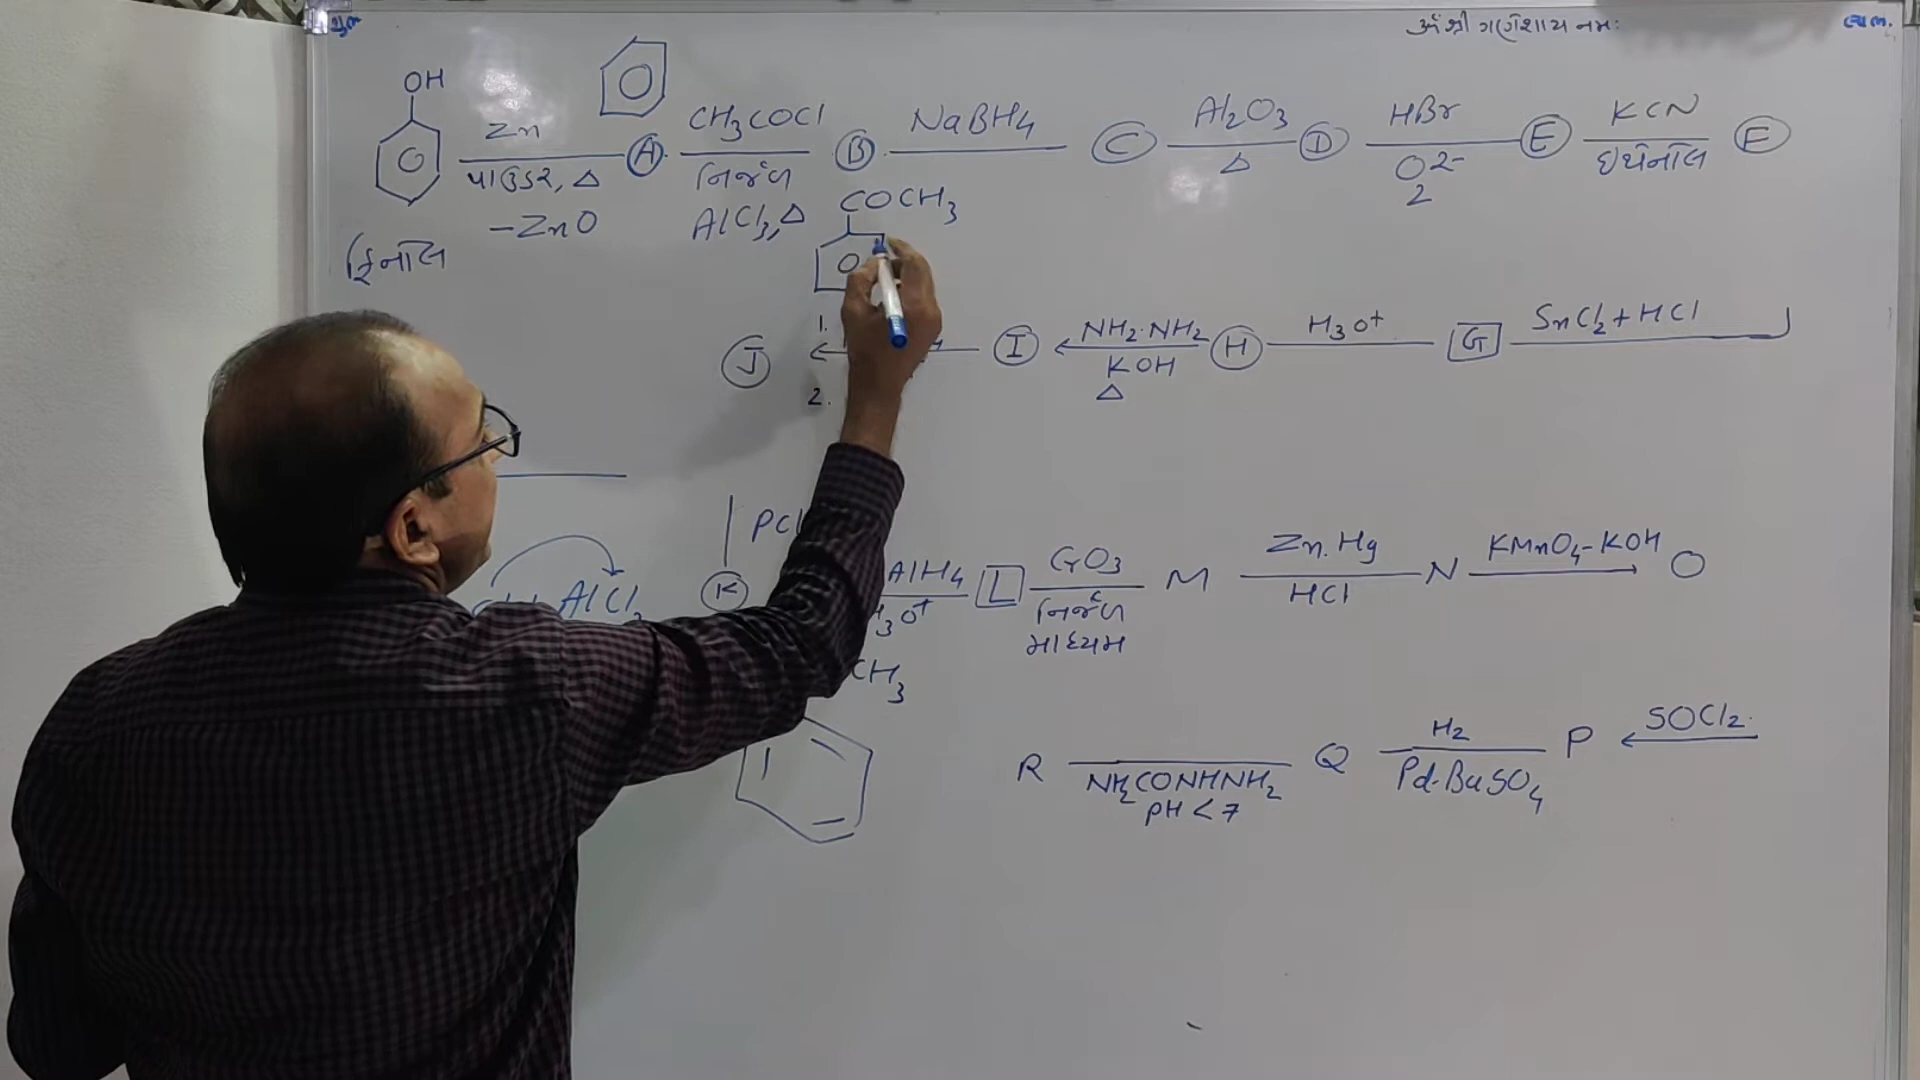 ૐ શ્રી ગણેશાય નમઃ
OH
Zn
પાઉડર, Δ
-ZnO
ફિનોલ
A
CH3COCl
નિર્જળ
AlCl3, Δ
B
COCH3
NaBH4
C
Al2O3
Δ
D
HBr
O2 2-
E
KCN
ઇથેનોલ
F
SnCl2 + HCl
G
H3O+
H
NH2·NH2
KOH
Δ
I
1.
2.
J
PCl
K
AlH4
H3O+
L
CrO3
નિર્જળ
માધ્યમ
M
Zn.Hg
HCl
N
KMnO4-KOH
O
AlCl3
CH3
SOCl2
P
H2
Pd-BaSO4
Q
NH2CONHNH2
PH < 7
R